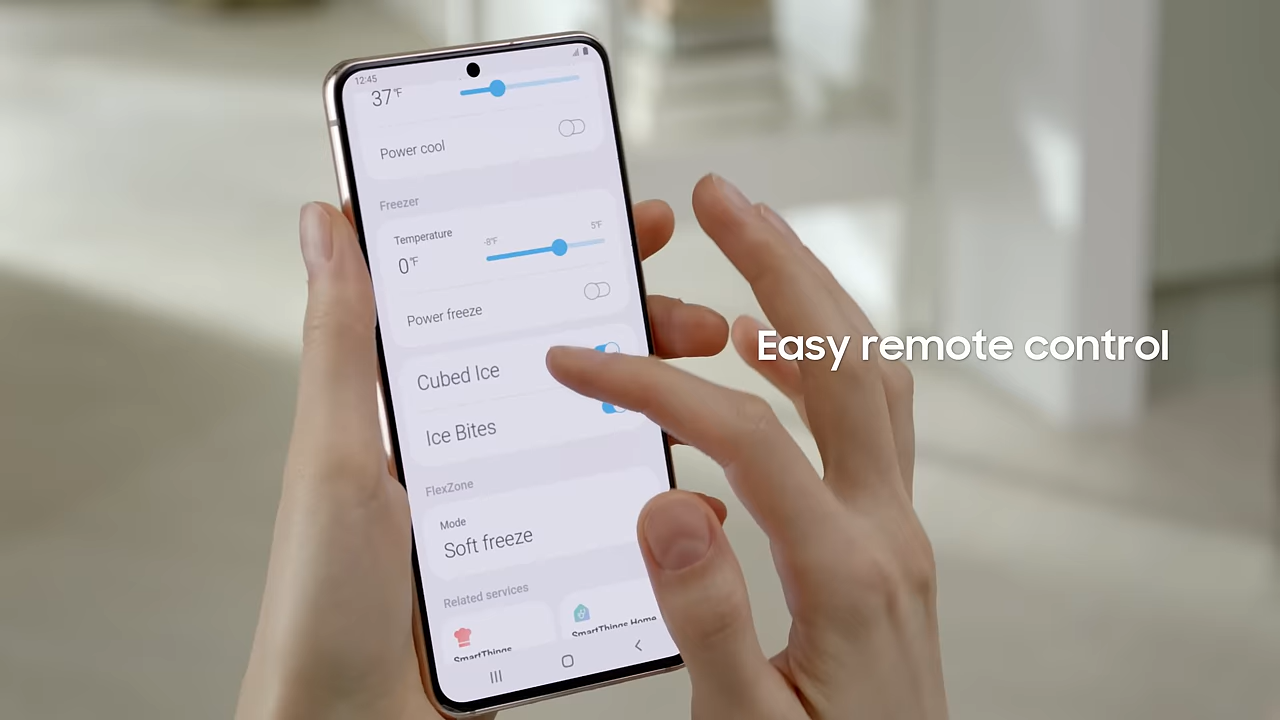 12:45
37°F
Power cool
Freezer
Temperature
-8°F
5°F
0°F
Power freeze
Cubed Ice
Ice Bites
FlexZone
Mode
Soft freeze
Related services
SmartThings
SmartThings Home
Easy remote control